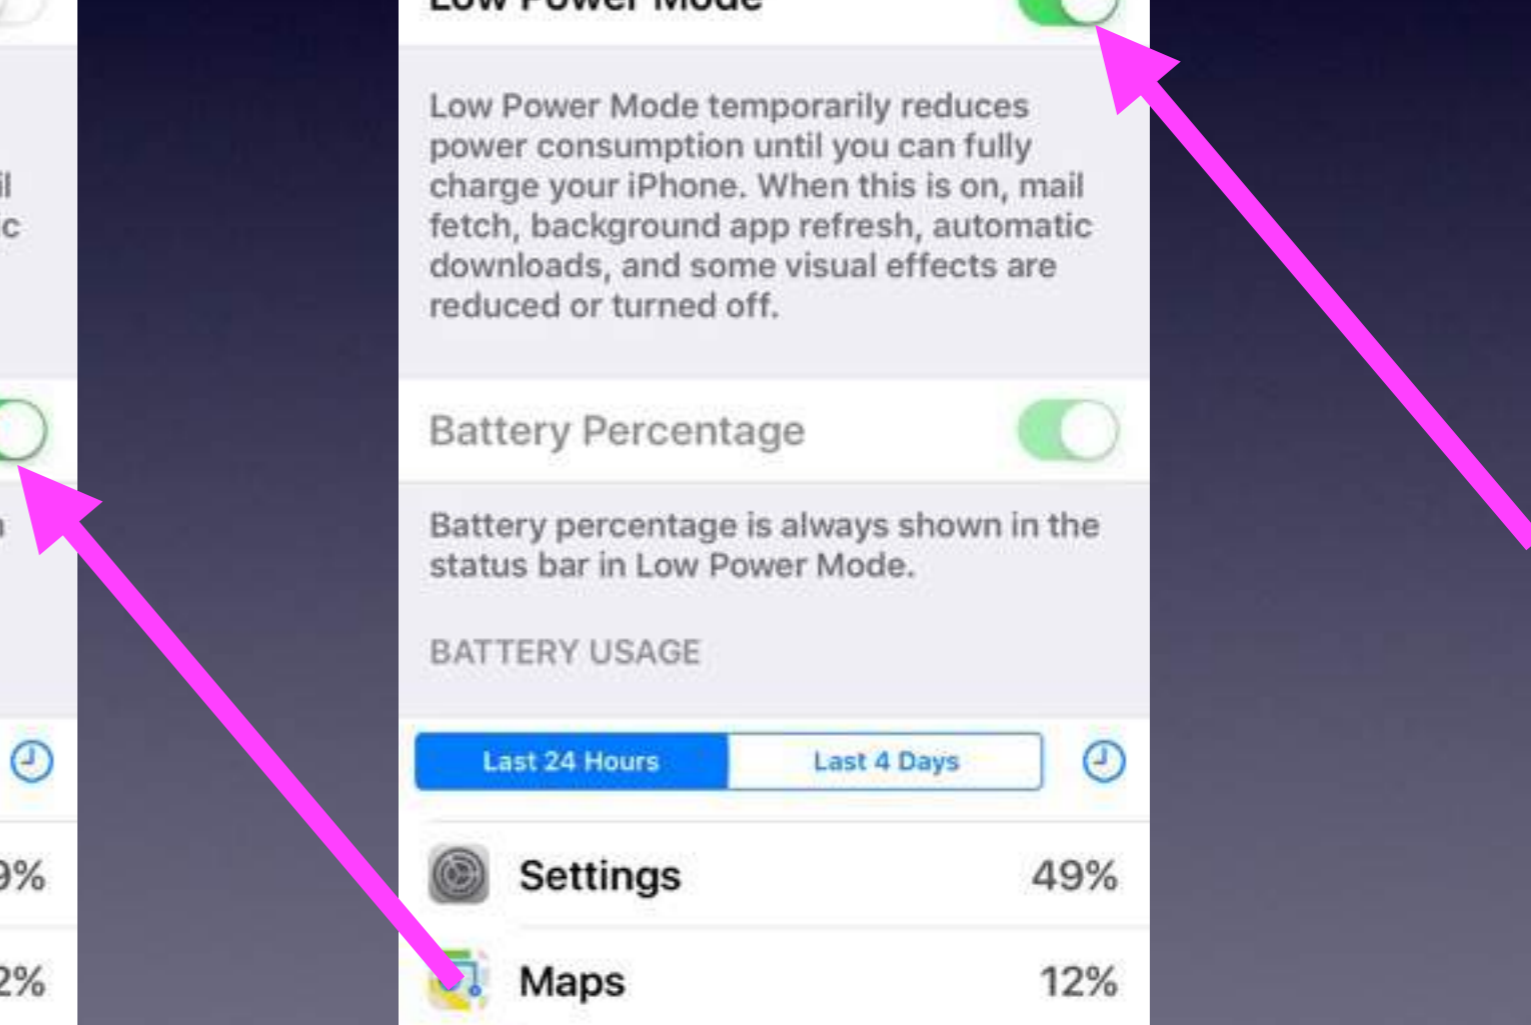 Low Power Mode
Low Power Mode temporarily reduces
power consumption until you can fully
charge your iPhone. When this is on, mail
fetch, background app refresh, automatic
downloads, and some visual effects are
reduced or turned off.
Battery Percentage
Battery percentage is always shown in the
status bar in Low Power Mode.
BATTERY USAGE
Last 24 Hours Last 4 Days
Settings 49%
Maps 12%